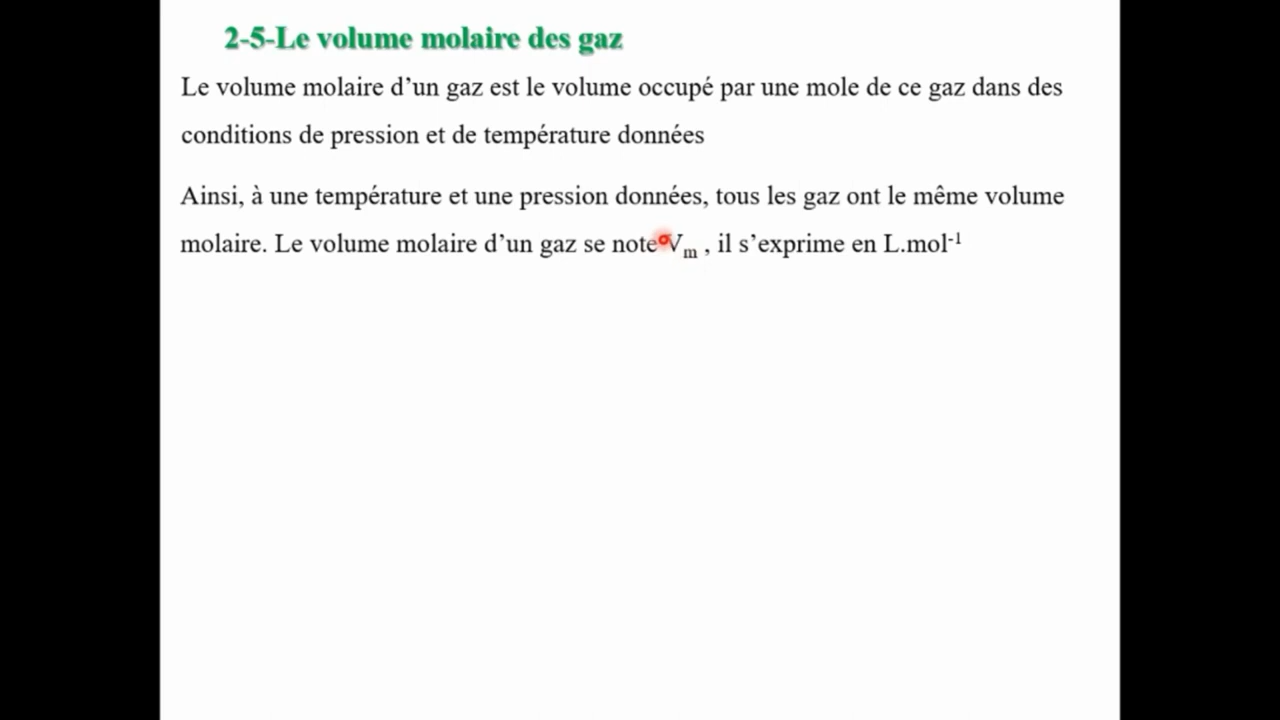 2-5-Le volume molaire des gaz
Le volume molaire d’un gaz est le volume occupé par une mole de ce gaz dans des
conditions de pression et de température données
Ainsi, à une température et une pression données, tous les gaz ont le même volume
molaire. Le volume molaire d’un gaz se note Vₘ , il s’exprime en L.mol⁻¹